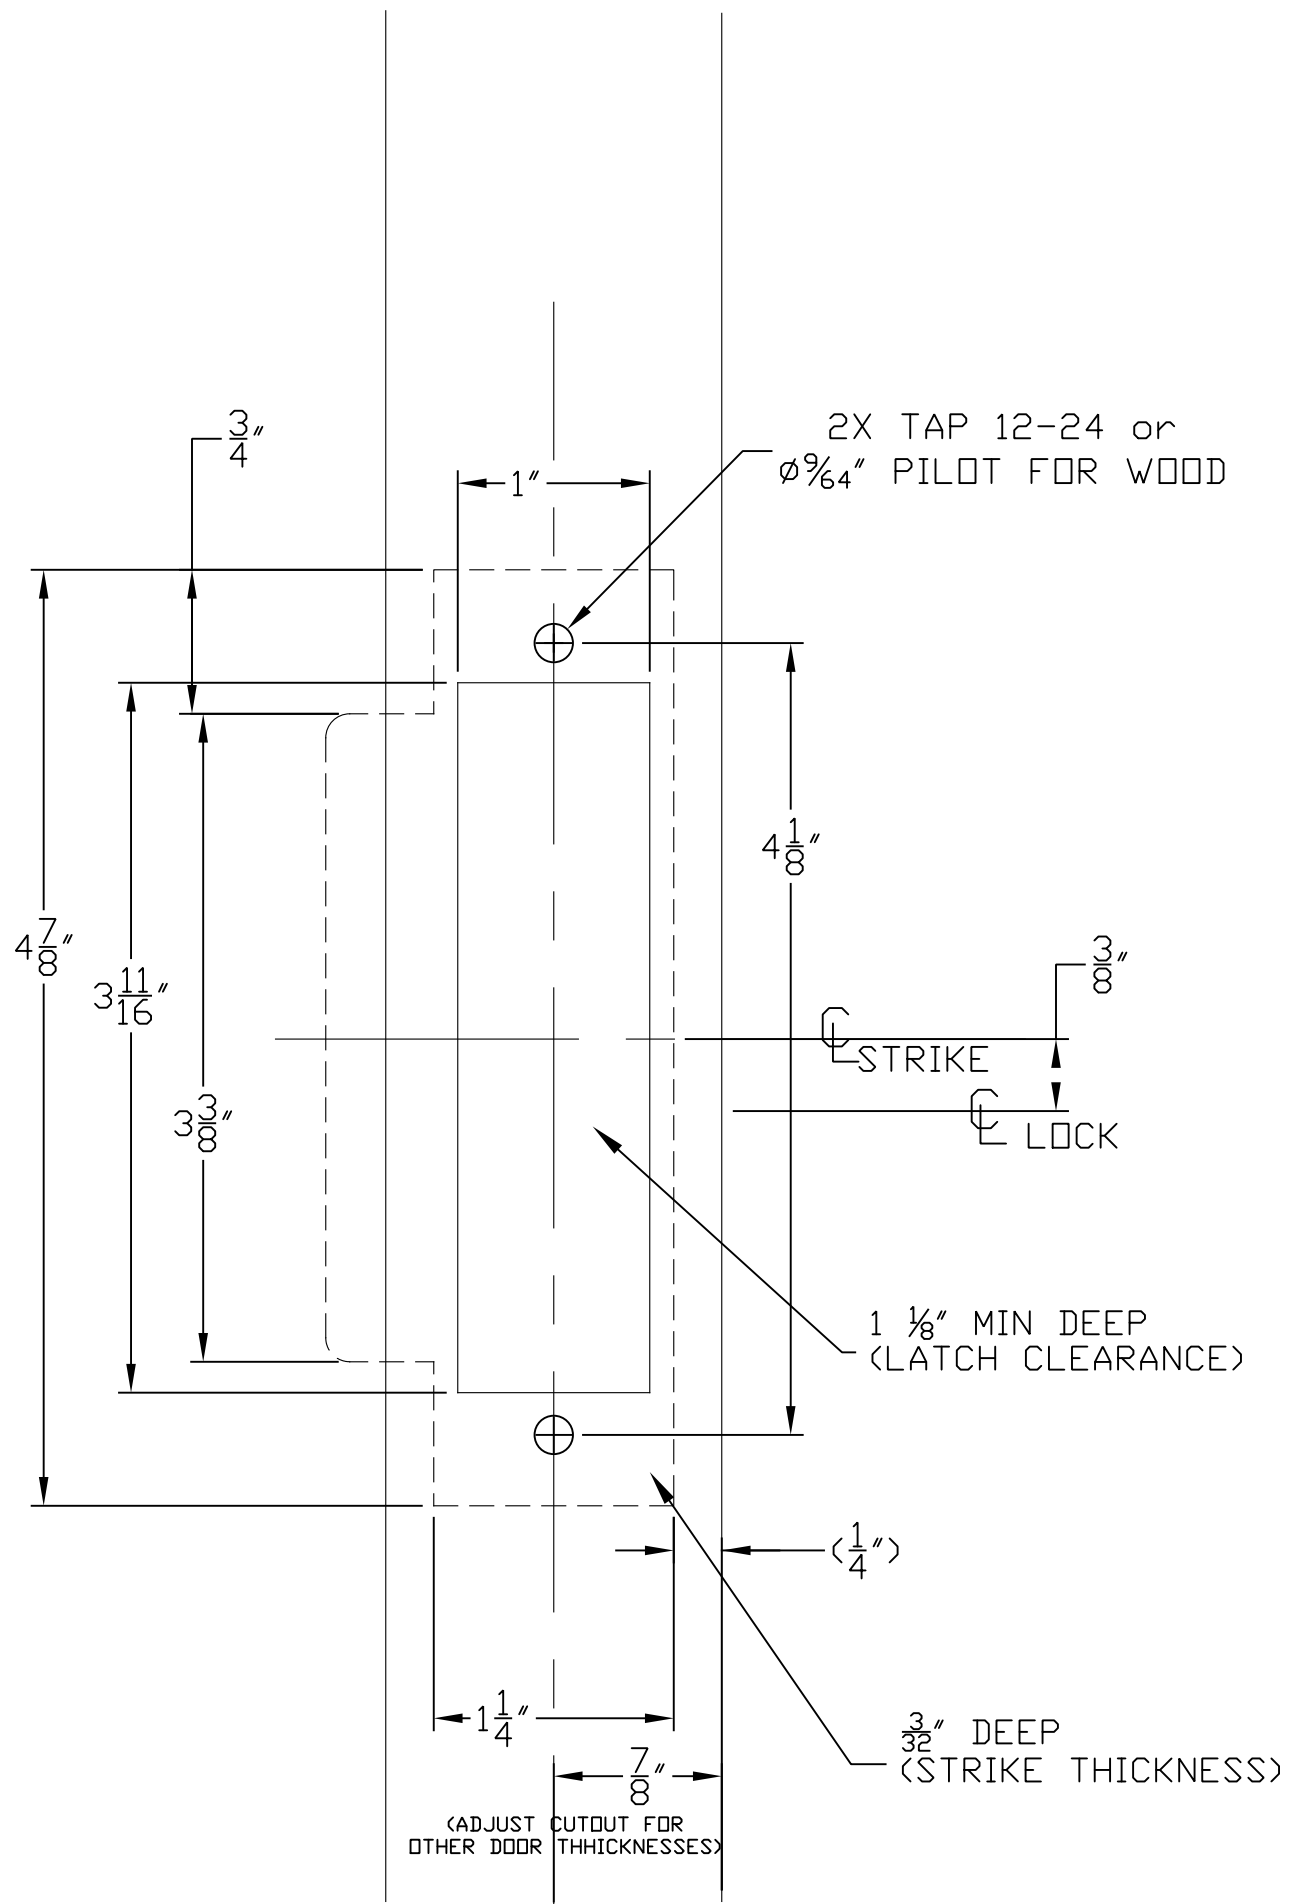 3/4"
2X TAP 12-24 or
Ø9/64" PILOT FOR WOOD
1"
4 1/8"
4 7/8"
3 11/16"
3/8"
℄ STRIKE
3 3/8"
℄ LOCK
1 1/8" MIN DEEP
(LATCH CLEARANCE)
(1/4")
1 1/4"
3/32" DEEP
(STRIKE THICKNESS)
7/8"
(ADJUST CUTOUT FOR
OTHER DOOR THHICKNESSES)